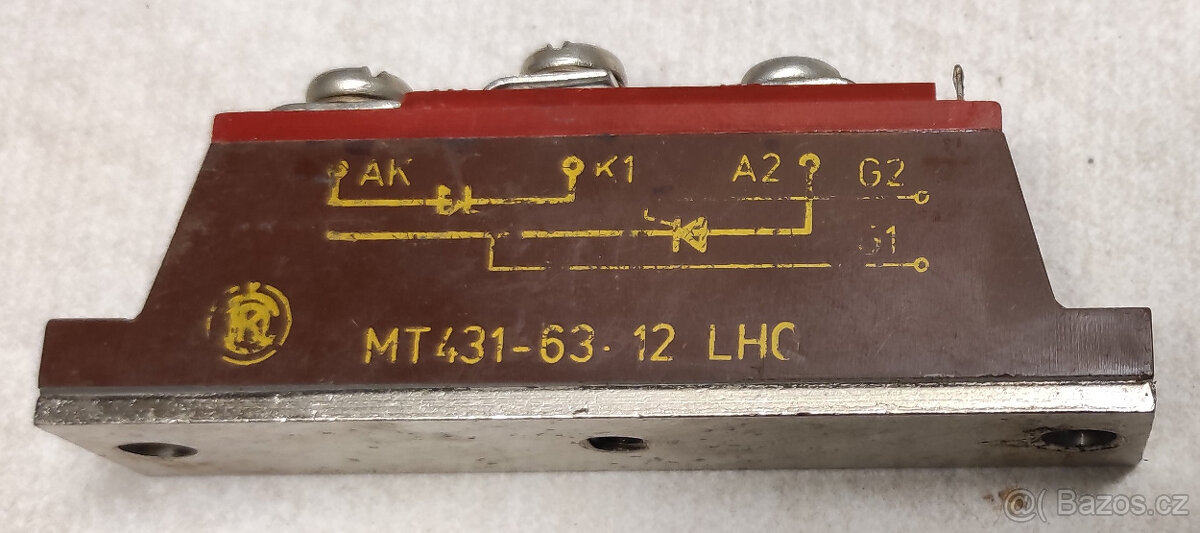 AK K1 A2 G2
G1
MT431-63. 12 LHC
@( Bazos.cz